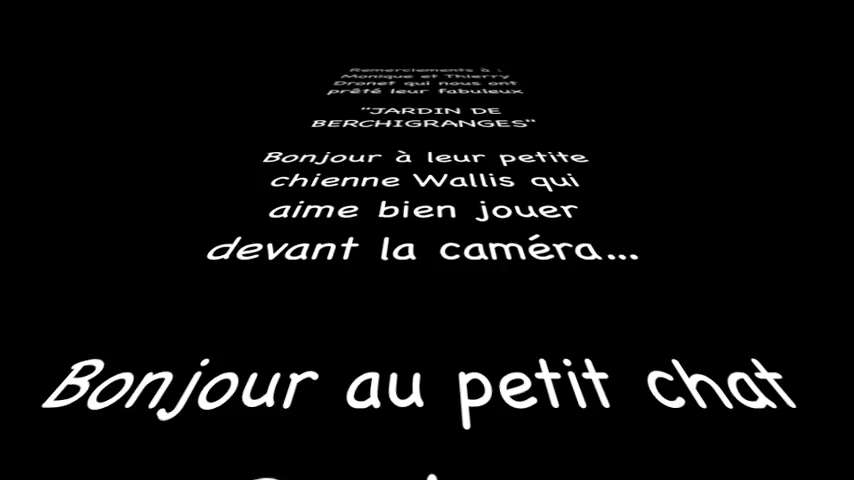 Remerciements à :
Monique et Thierry
Dronet qui nous ont
prêté leur fabuleux
"JARDIN DE
BERCHIGRANGES"
Bonjour à leur petite
chienne Wallis qui
aime bien jouer
devant la caméra...
Bonjour au petit chat